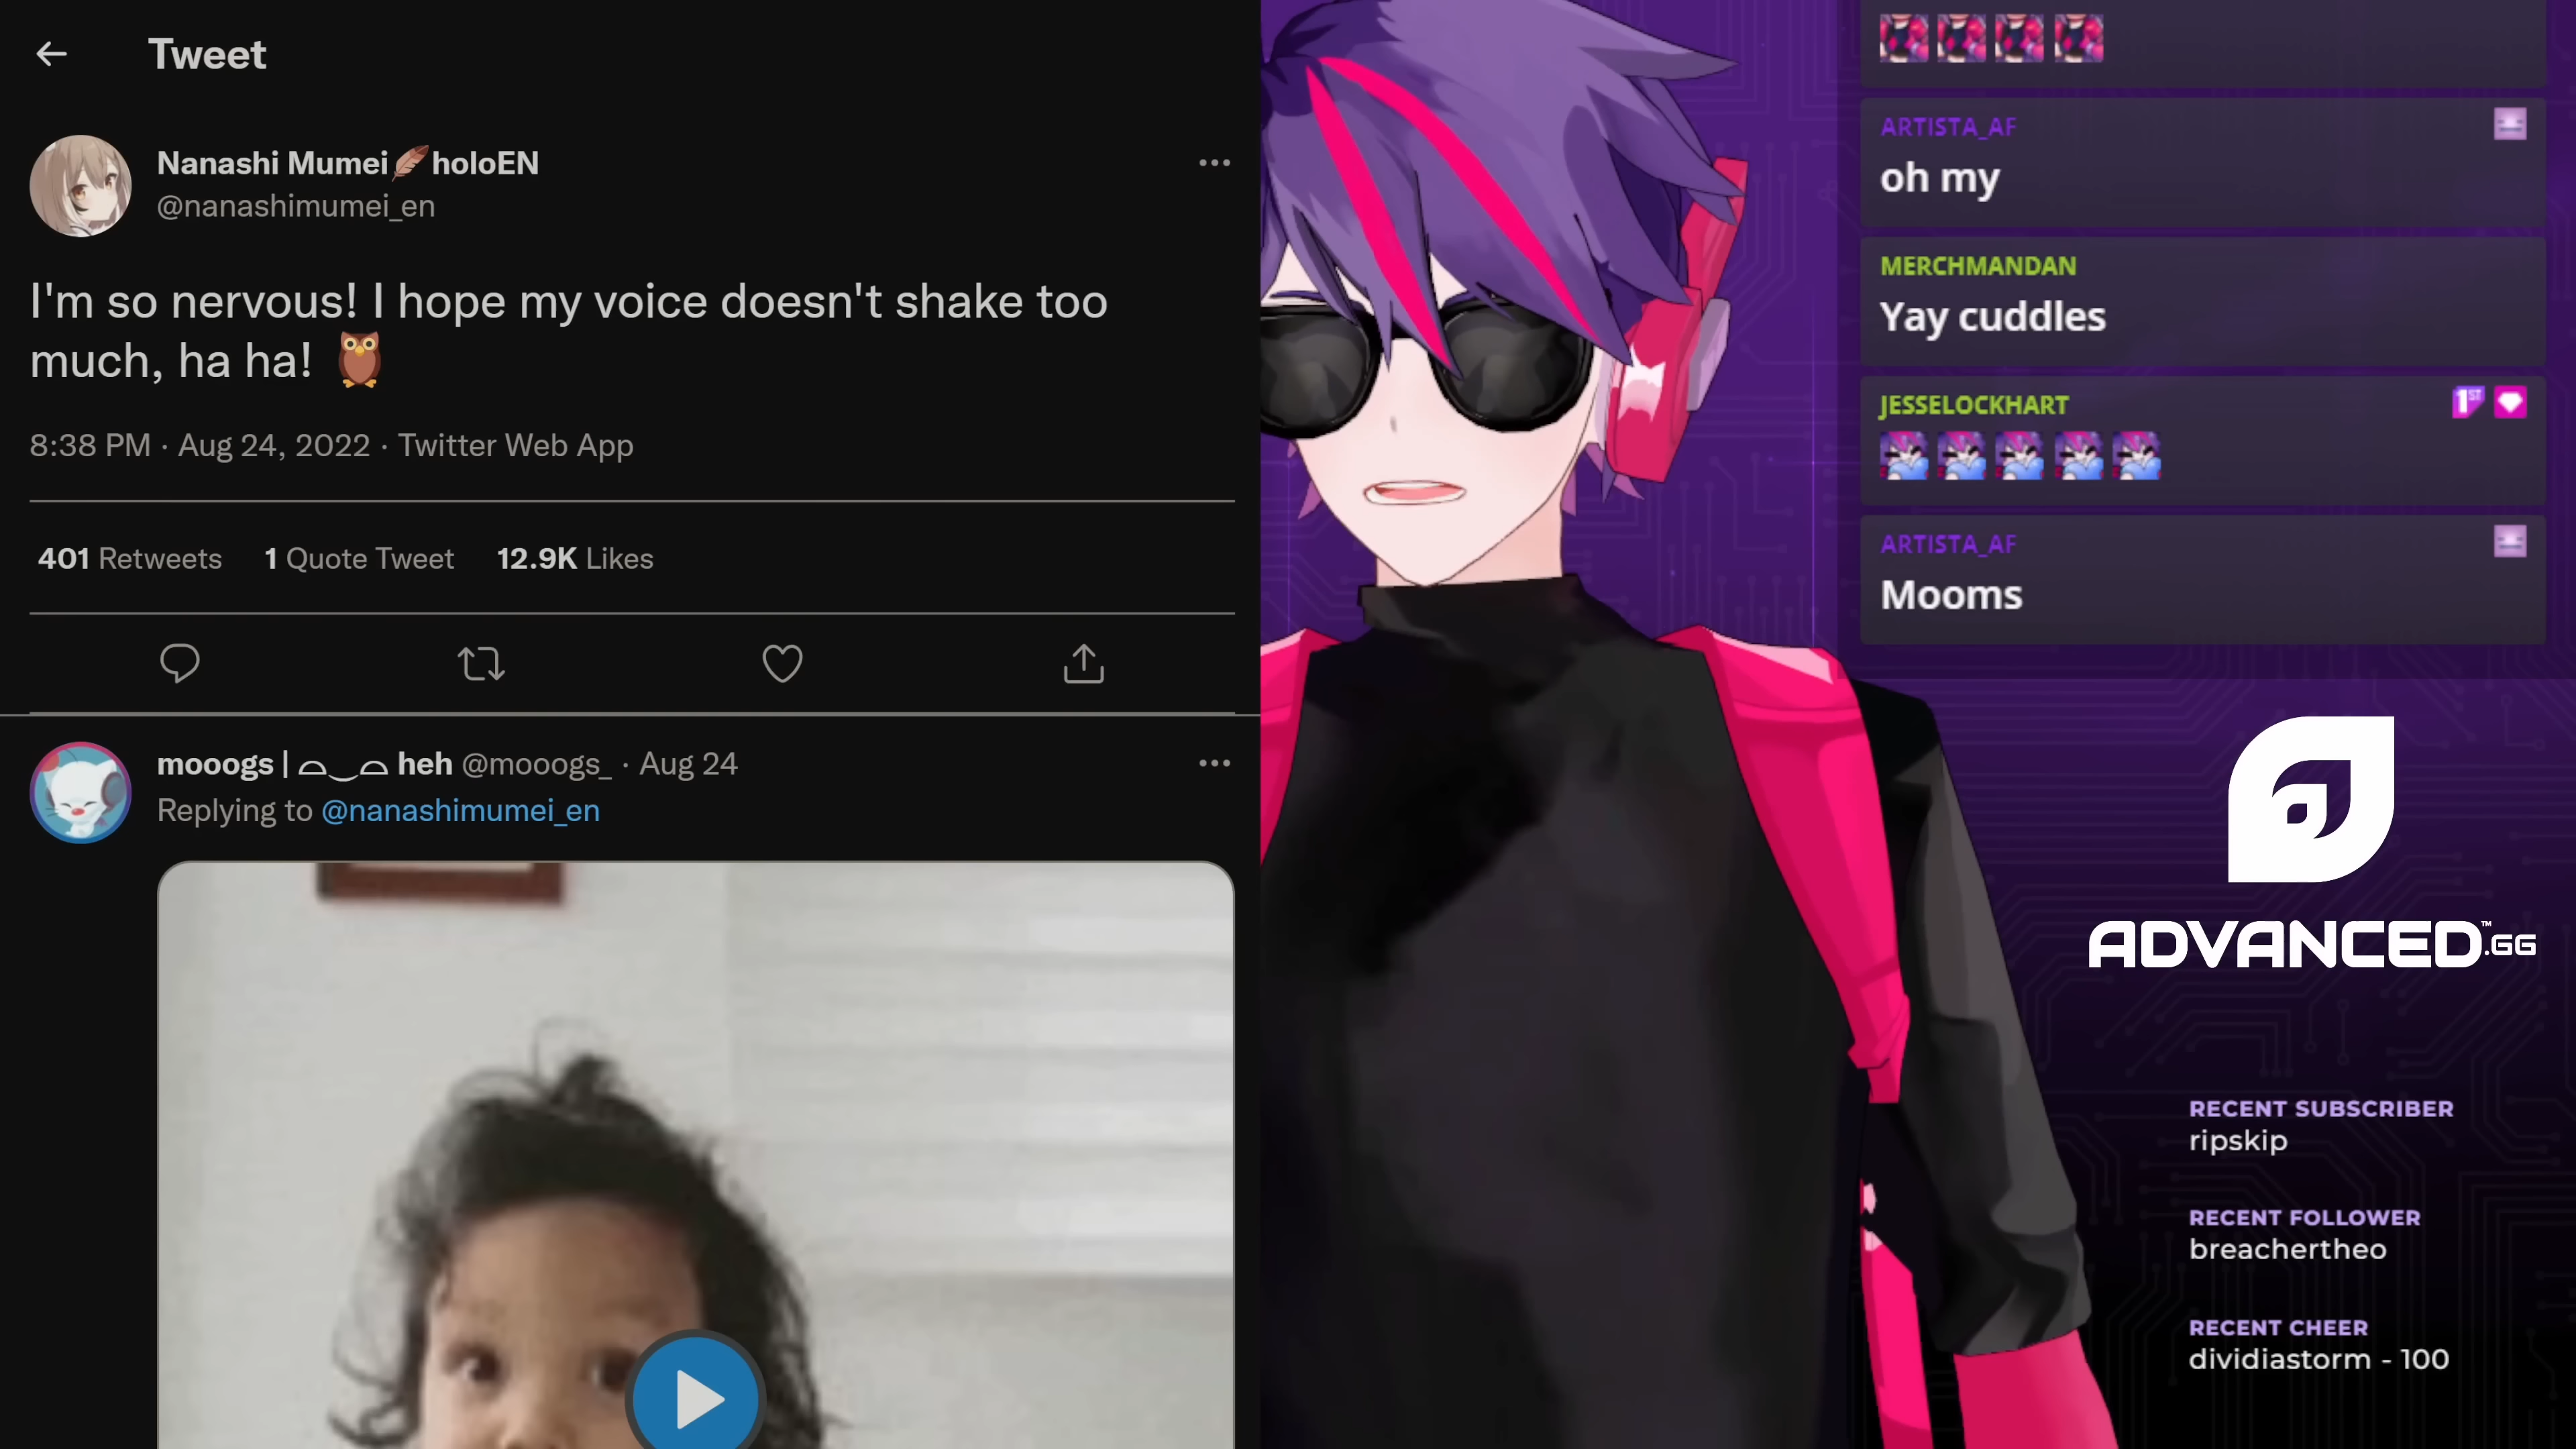 Tweet
Nanashi Mumei🪶holoEN
@nanashimumei_en
I'm so nervous! I hope my voice doesn't shake too
much, ha ha! 🦉
8:38 PM · Aug 24, 2022 · Twitter Web App
401 Retweets 1 Quote Tweet 12.9K Likes
mooogs | ⌓‿⌓ heh @mooogs_ · Aug 24
Replying to @nanashimumei_en
ARTISTA_AF
oh my
MERCHMANDAN
Yay cuddles
JESSELOCKHART
1ST
ARTISTA_AF
Mooms
ADVANCED™.GG
RECENT SUBSCRIBER
ripskip
RECENT FOLLOWER
breachertheo
RECENT CHEER
dividiastorm - 100